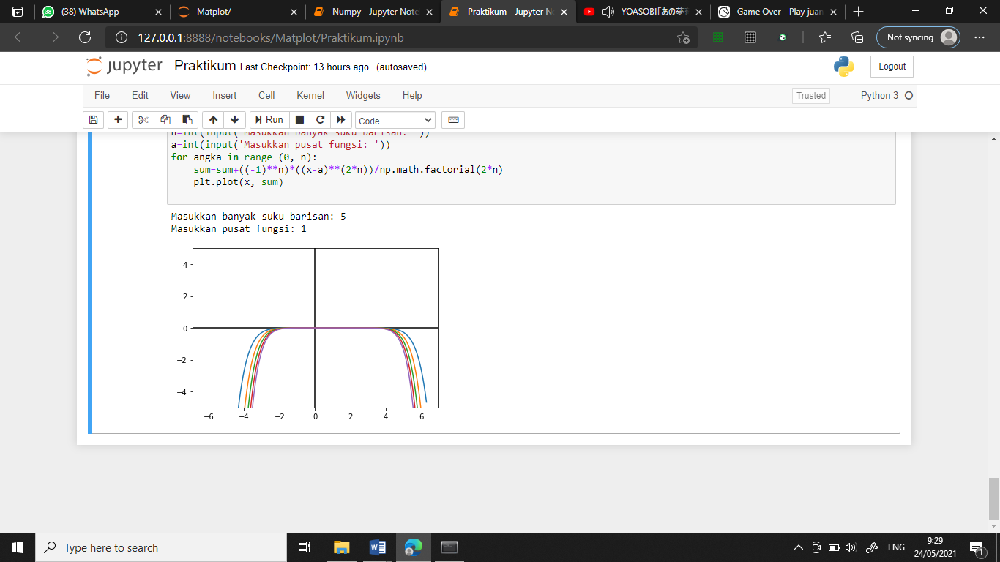 (38) WhatsApp
Matplot/
Numpy - Jupyter Note
Praktikum - Jupyter N
YOASOBI「あの夢を
Game Over - Play juan
127.0.0.1:8888/notebooks/Matplot/Praktikum.ipynb
Not syncing
jupyter Praktikum Last Checkpoint: 13 hours ago (autosaved)
Logout
File Edit View Insert Cell Kernel Widgets Help
Trusted
Python 3
Run
Code
n=int(input('Masukkan banyak suku barisan: '))
a=int(input('Masukkan pusat fungsi: '))
for angka in range (0, n):
    sum=sum+((-1)**n)*((x-a)**(2*n))/np.math.factorial(2*n)
    plt.plot(x, sum)
Masukkan banyak suku barisan: 5
Masukkan pusat fungsi: 1
4
2
0
−2
−4
−6 −4 −2 0 2 4 6
Type here to search
ENG
9:29
24/05/2021
1